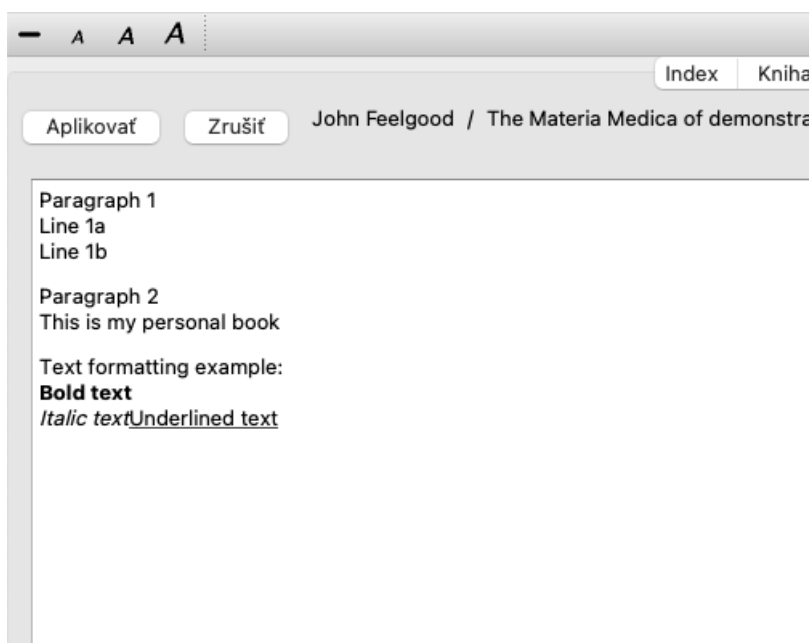 A A A
Index Kniha
Aplikovať Zrušiť John Feelgood / The Materia Medica of demonstra
Paragraph 1
Line 1a
Line 1b
Paragraph 2
This is my personal book
Text formatting example:
Bold text
Italic textUnderlined text